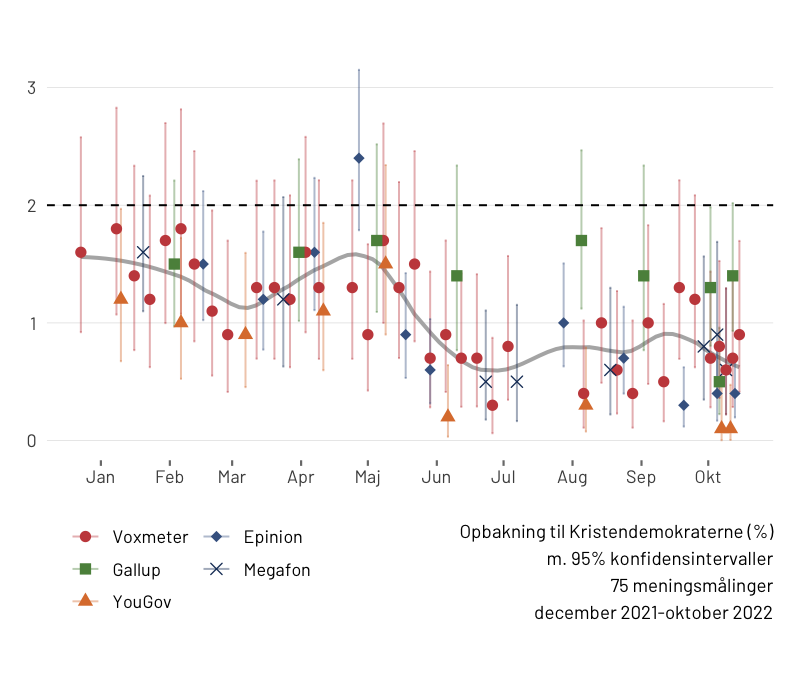 3
2
1
0
Jan Feb Mar Apr Maj Jun Jul Aug Sep Okt
Voxmeter Epinion
Gallup Megafon
YouGov
Opbakning til Kristendemokraterne (%)
m. 95% konfidensintervaller
75 meningsmålinger
december 2021-oktober 2022